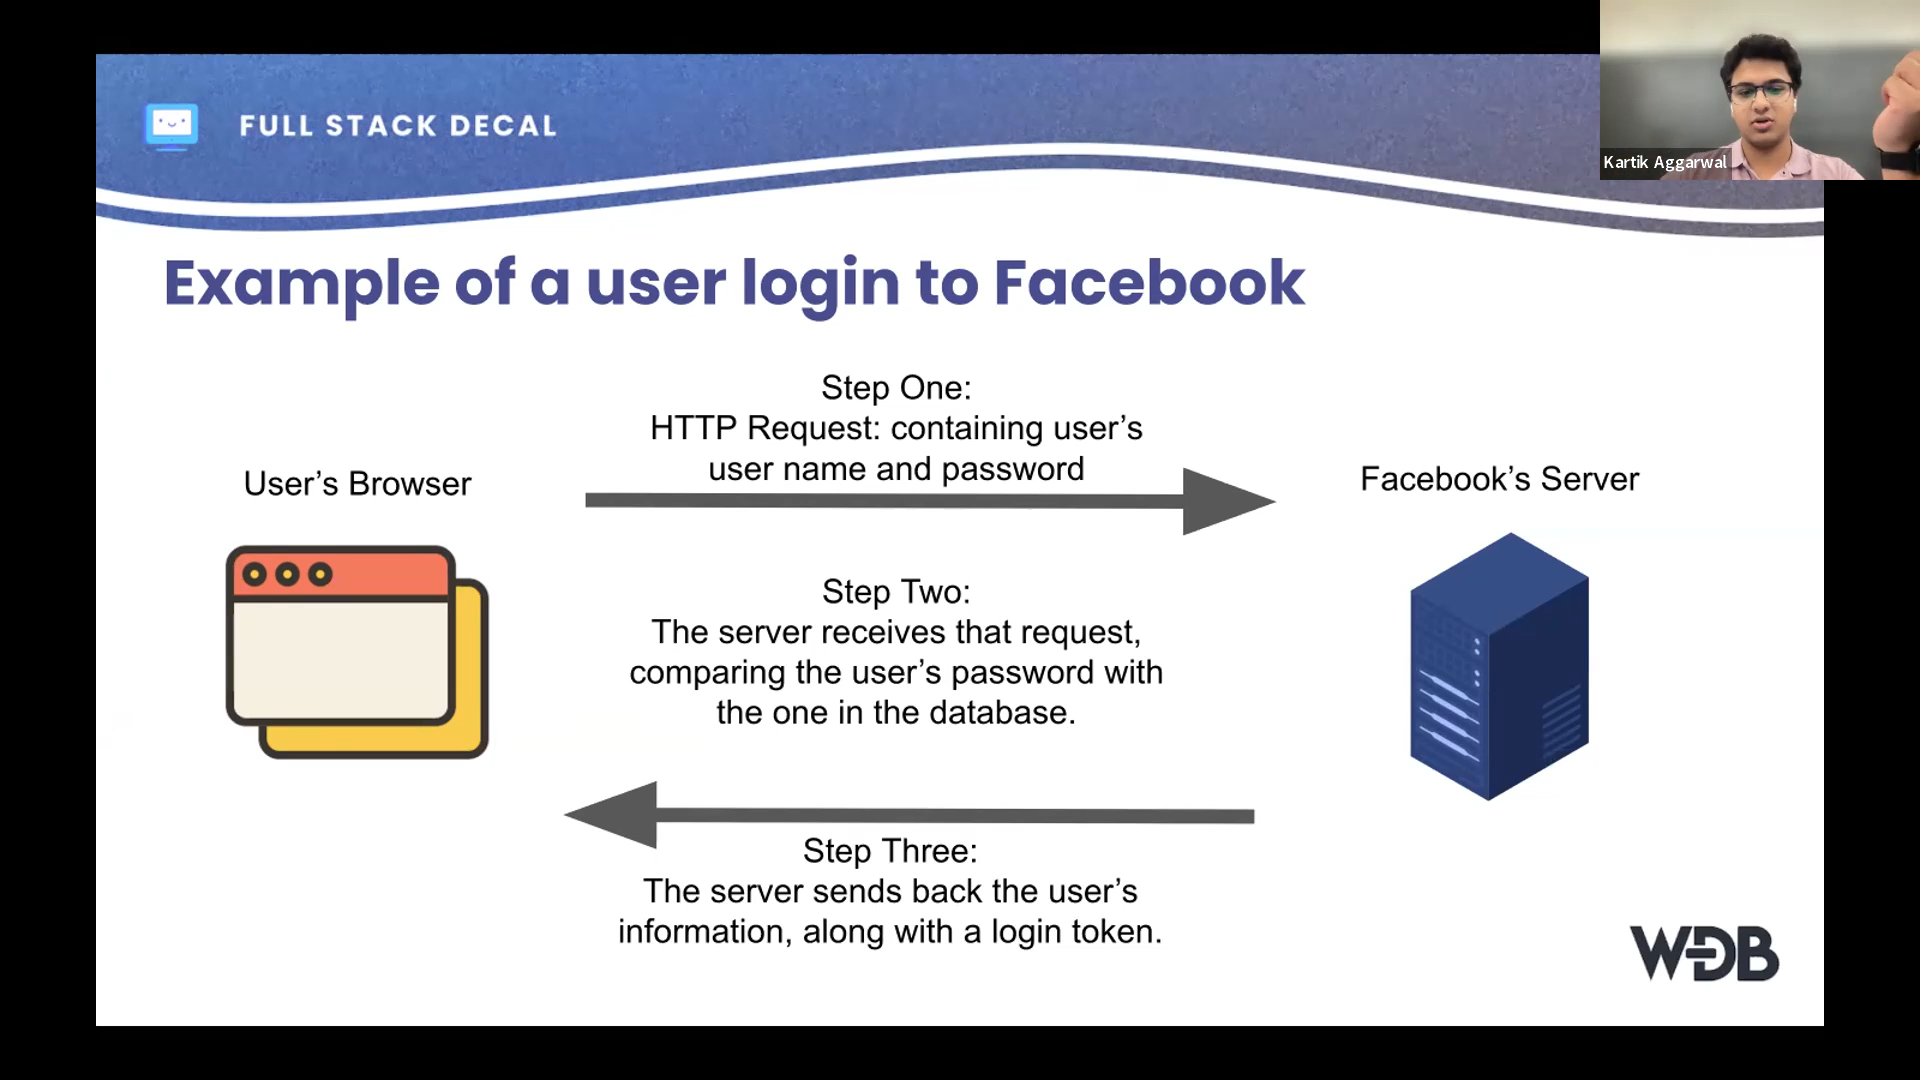 FULL STACK DECAL
Kartik Aggarwal
Example of a user login to Facebook
Step One:
HTTP Request: containing user's
user name and password
User's Browser
Facebook's Server
Step Two:
The server receives that request,
comparing the user's password with
the one in the database.
Step Three:
The server sends back the user's
information, along with a login token.
WDB